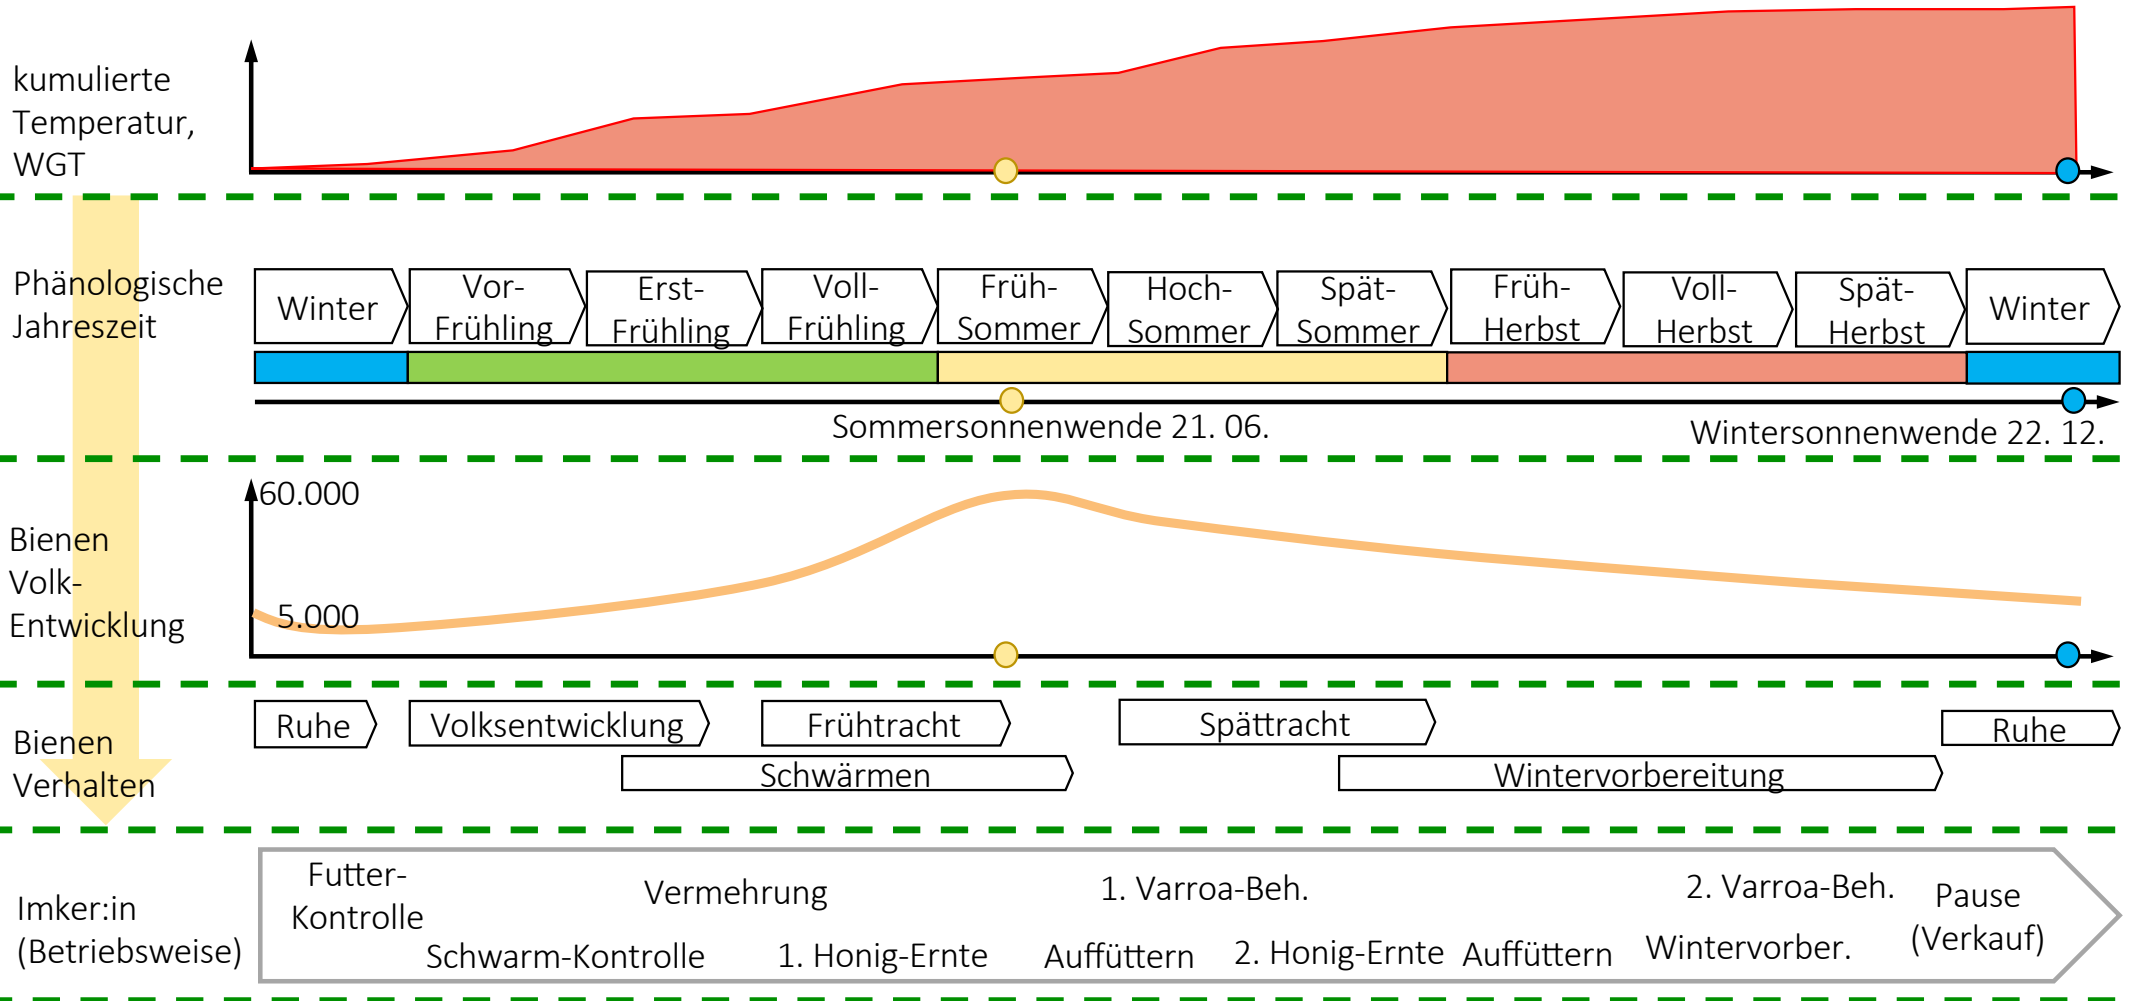 kumulierte
Temperatur,
WGT
Phänologische
Jahreszeit
Winter
Vor-
Frühling
Erst-
Frühling
Voll-
Frühling
Früh-
Sommer
Hoch-
Sommer
Spät-
Sommer
Früh-
Herbst
Voll-
Herbst
Spät-
Herbst
Winter
Sommersonnenwende 21. 06.
Wintersonnenwende 22. 12.
Bienen
Volk-
Entwicklung
60.000
5.000
Bienen
Verhalten
Ruhe
Volksentwicklung
Frühtracht
Spättracht
Ruhe
Schwärmen
Wintervorbereitung
Imker:in
(Betriebsweise)
Futter-
Kontrolle
Vermehrung
1. Varroa-Beh.
2. Varroa-Beh.
Pause
(Verkauf)
Schwarm-Kontrolle
1. Honig-Ernte
Auffüttern
2. Honig-Ernte
Auffüttern
Wintervorber.